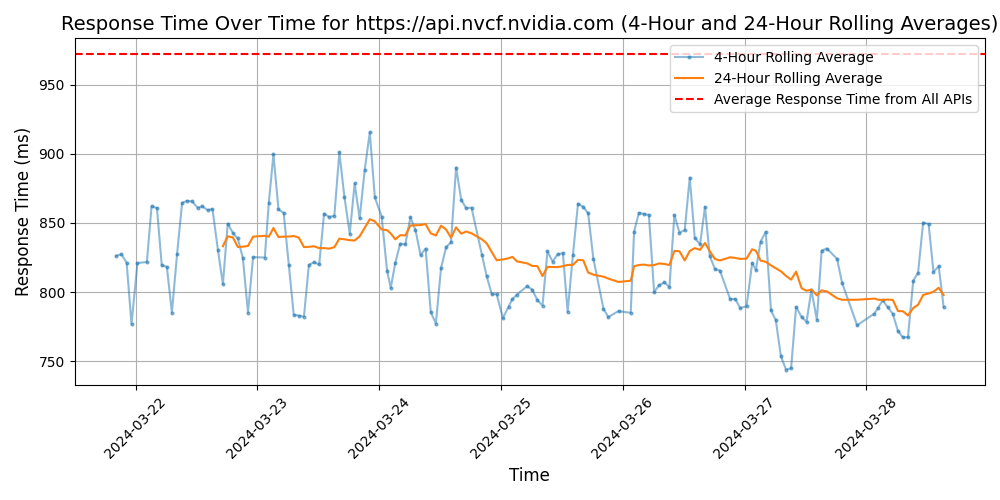 Response Time Over Time for https://api.nvcf.nvidia.com (4-Hour and 24-Hour Rolling Averages)
4-Hour Rolling Average
24-Hour Rolling Average
Average Response Time from All APIs
Response Time (ms)
950
900
850
800
750
2024-03-22
2024-03-23
2024-03-24
2024-03-25
2024-03-26
2024-03-27
2024-03-28
Time